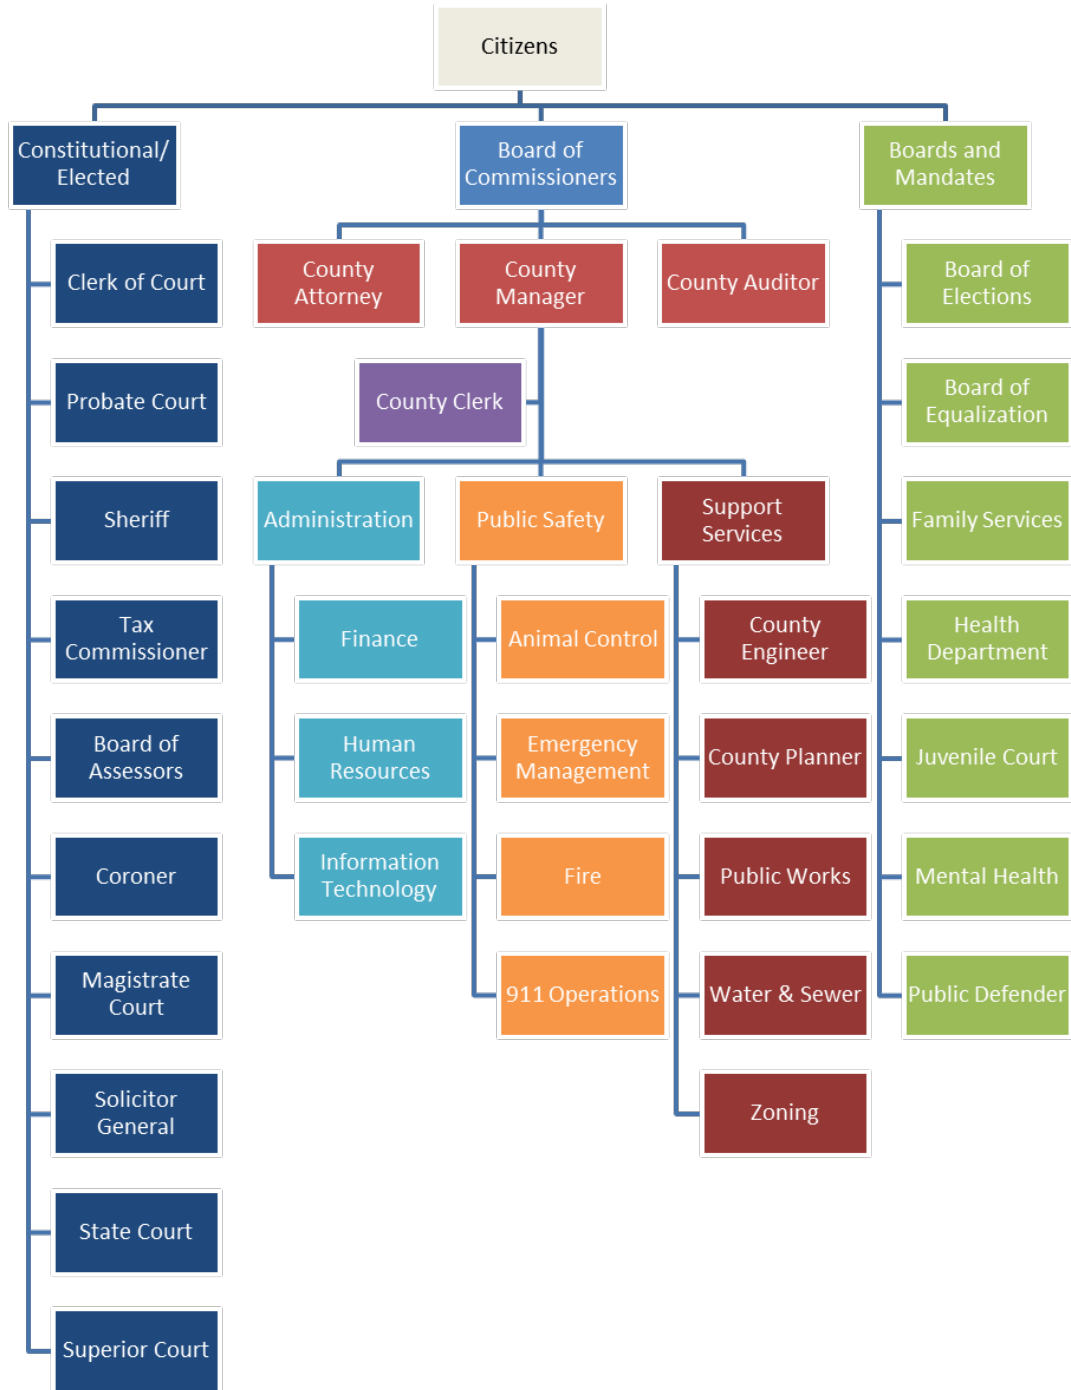 Citizens
Constitutional/
Elected
Board of
Commissioners
Boards and
Mandates
Clerk of Court
County
Attorney
County
Manager
County Auditor
Board of
Elections
Probate Court
County Clerk
Board of
Equalization
Sheriff
Administration
Public Safety
Support
Services
Family Services
Tax
Commissioner
Finance
Animal Control
County
Engineer
Health
Department
Board of
Assessors
Human
Resources
Emergency
Management
County Planner
Juvenile Court
Coroner
Information
Technology
Fire
Public Works
Mental Health
Magistrate
Court
911 Operations
Water & Sewer
Public Defender
Solicitor
General
Zoning
State Court
Superior Court